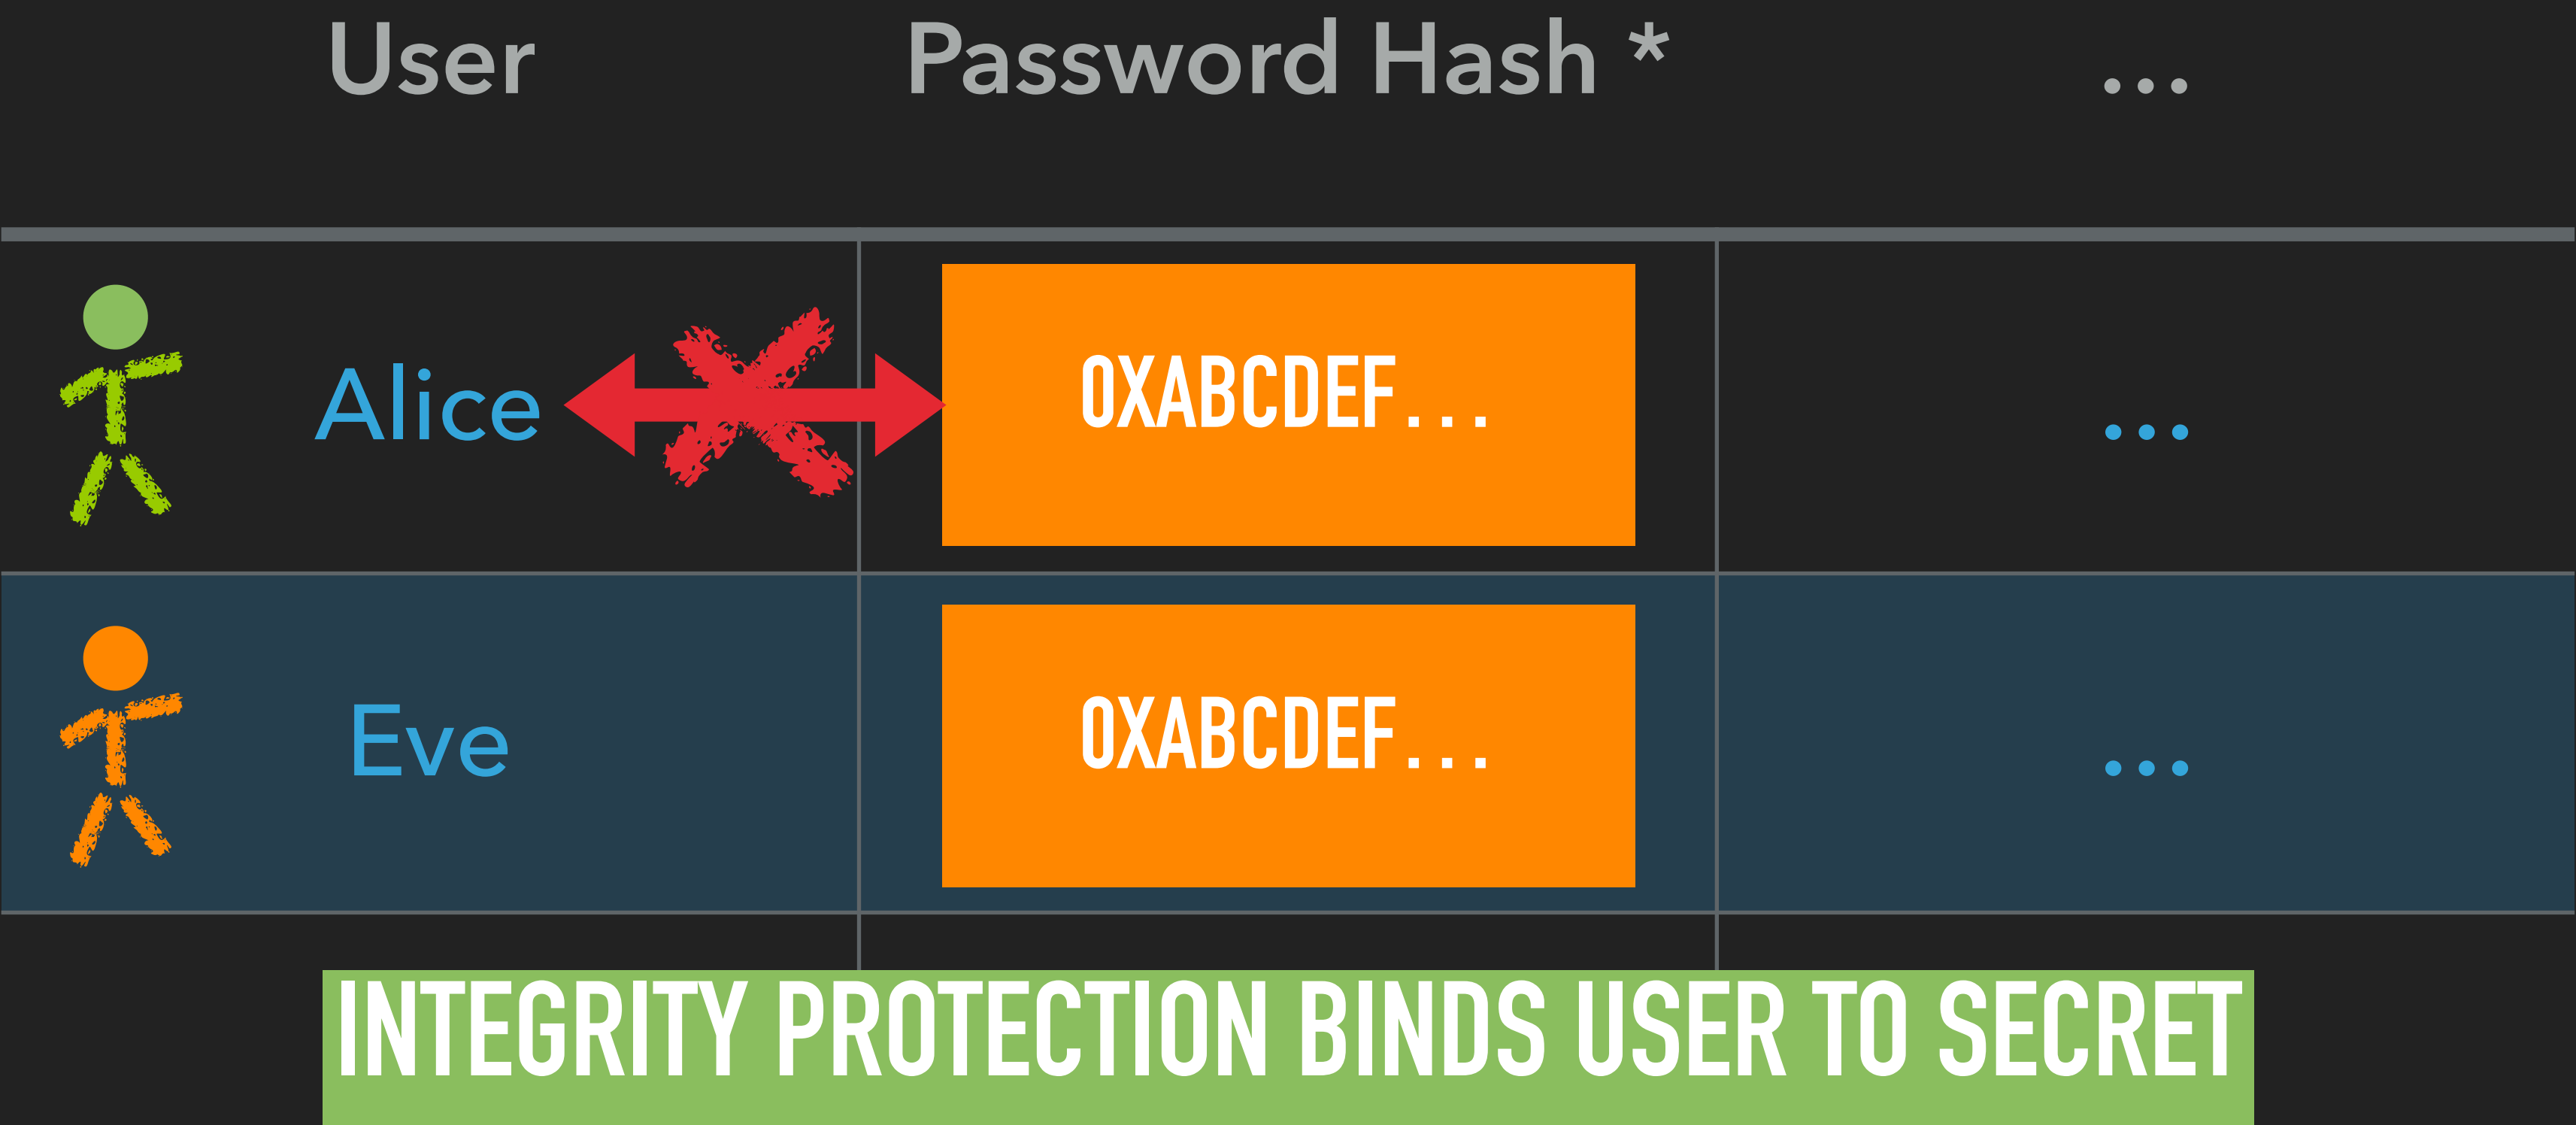 User Password Hash * ...
Alice 0XABCDEF... ...
Eve 0XABCDEF... ...
INTEGRITY PROTECTION BINDS USER TO SECRET